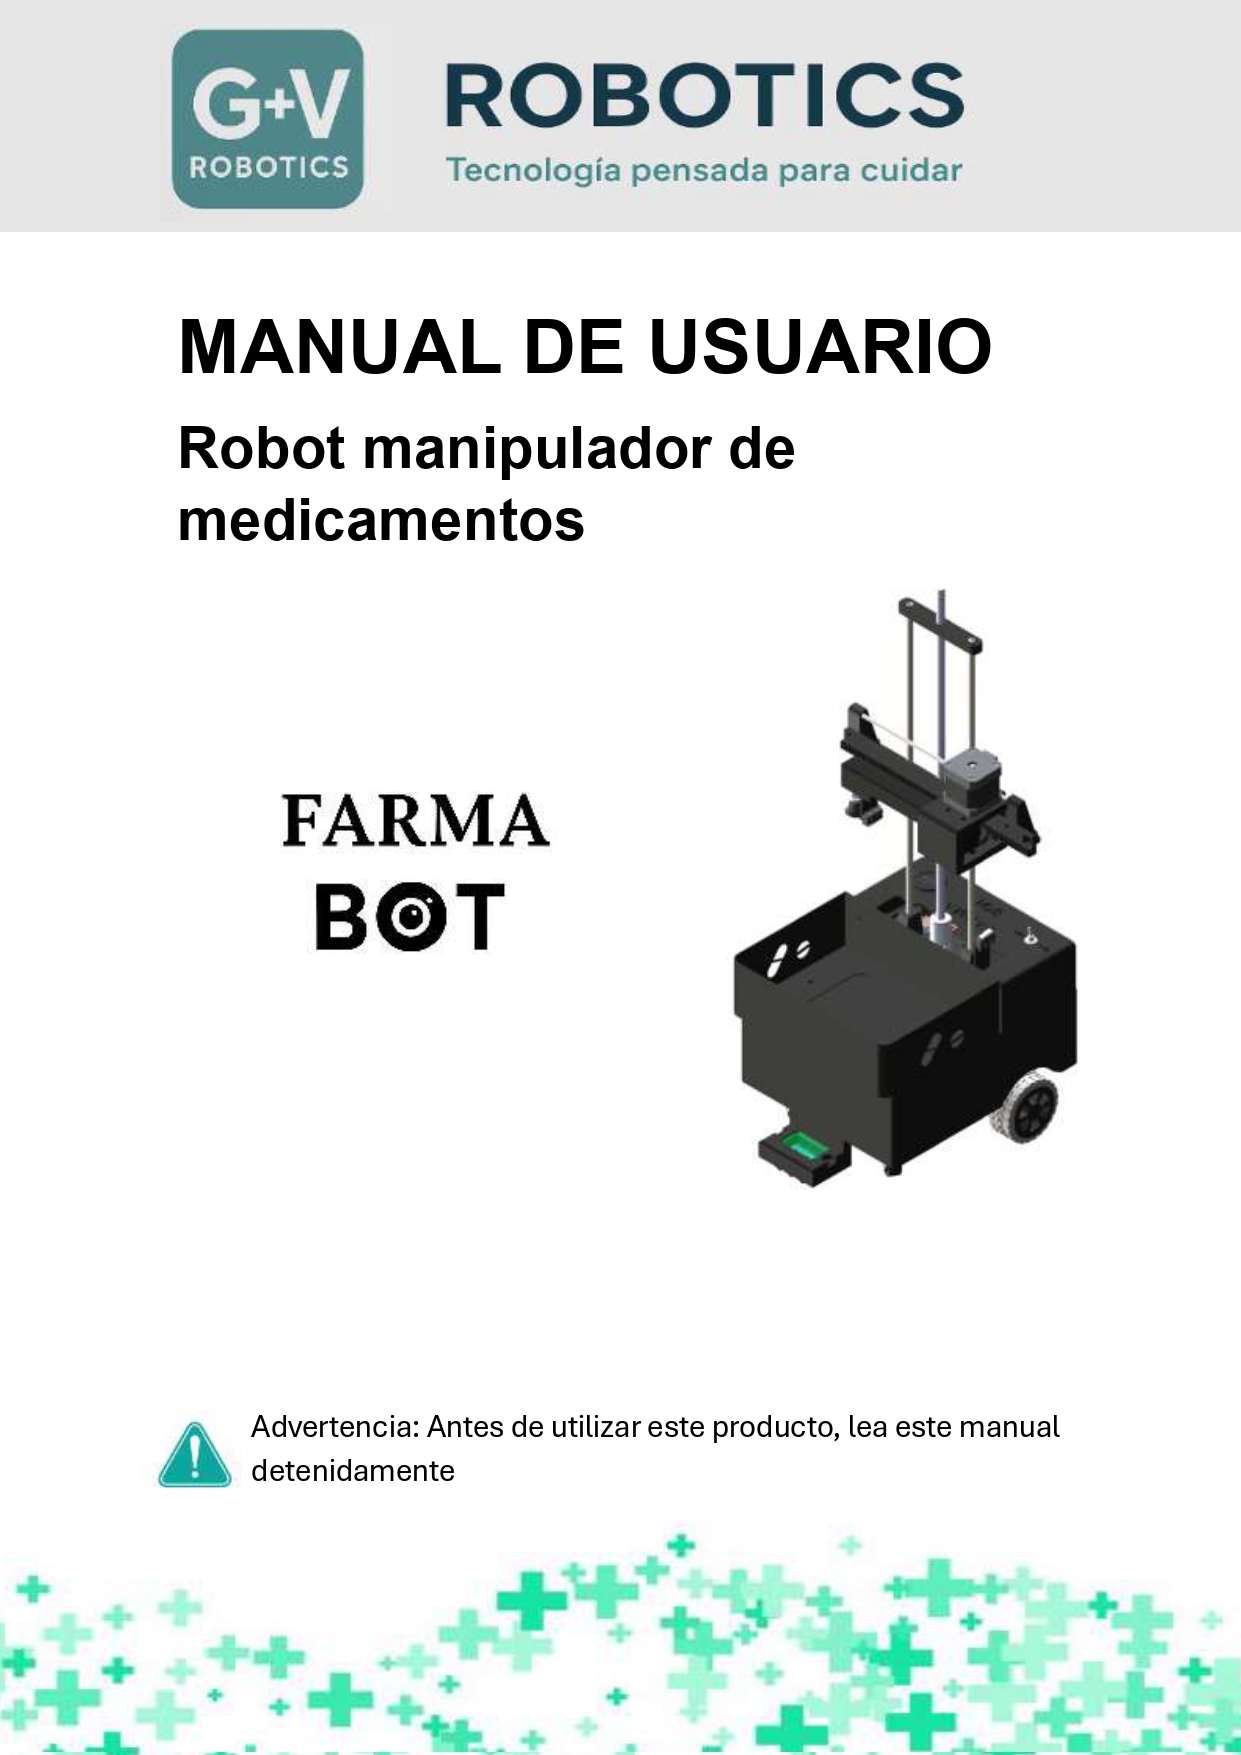 G+V
ROBOTICS
ROBOTICS
Tecnología pensada para cuidar
MANUAL DE USUARIO
Robot manipulador de
medicamentos
FARMA
BOT
Advertencia: Antes de utilizar este producto, lea este manual
detenidamente